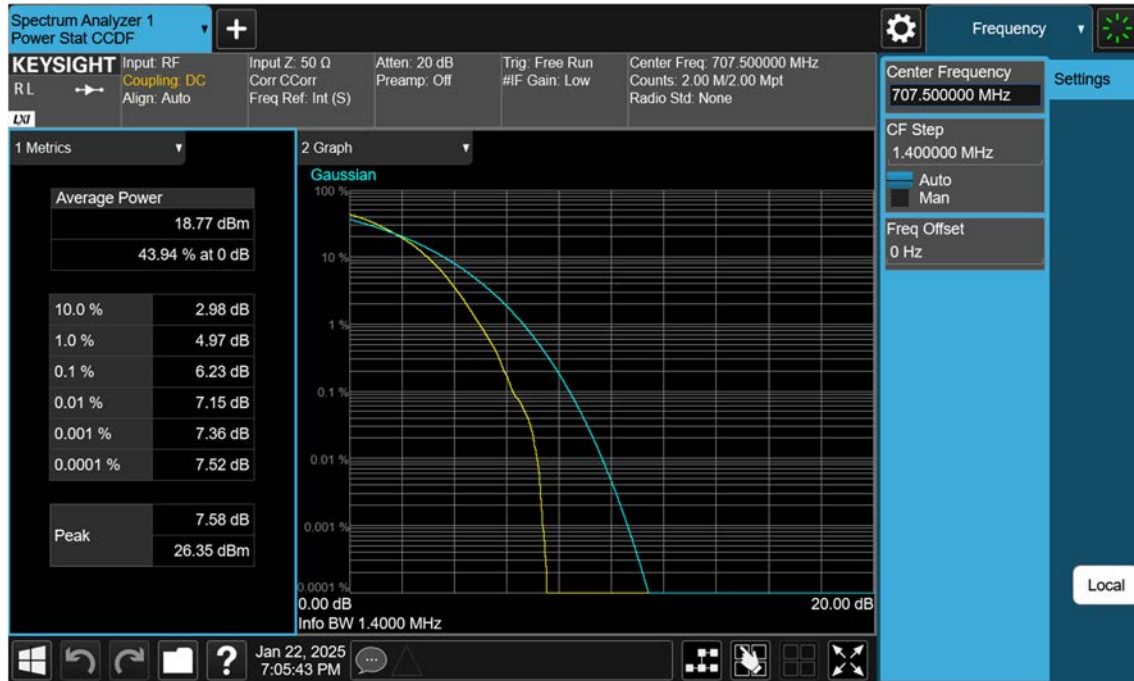 Spectrum Analyzer 1
Power Stat CCDF
+
Frequency
KEYSIGHT
RL
LXI
Input: RF
Coupling: DC
Align: Auto
Input Z: 50 Ω
Corr CCorr
Freq Ref: Int (S)
Atten: 20 dB
Preamp: Off
Trig: Free Run
#IF Gain: Low
Center Freq: 707.500000 MHz
Counts: 2.00 M/2.00 Mpt
Radio Std: None
Center Frequency
707.500000 MHz
Settings
CF Step
1.400000 MHz
Auto
Man
Freq Offset
0 Hz
1 Metrics
Average Power
18.77 dBm
43.94 % at 0 dB
10.0 % 2.98 dB
1.0 % 4.97 dB
0.1 % 6.23 dB
0.01 % 7.15 dB
0.001 % 7.36 dB
0.0001 % 7.52 dB
Peak 7.58 dB
26.35 dBm
2 Graph
Gaussian
100 %
10 %
1 %
0.1 %
0.01 %
0.001 %
0.0001 %
0.00 dB 20.00 dB
Info BW 1.4000 MHz
Local
?
Jan 22, 2025
7:05:43 PM